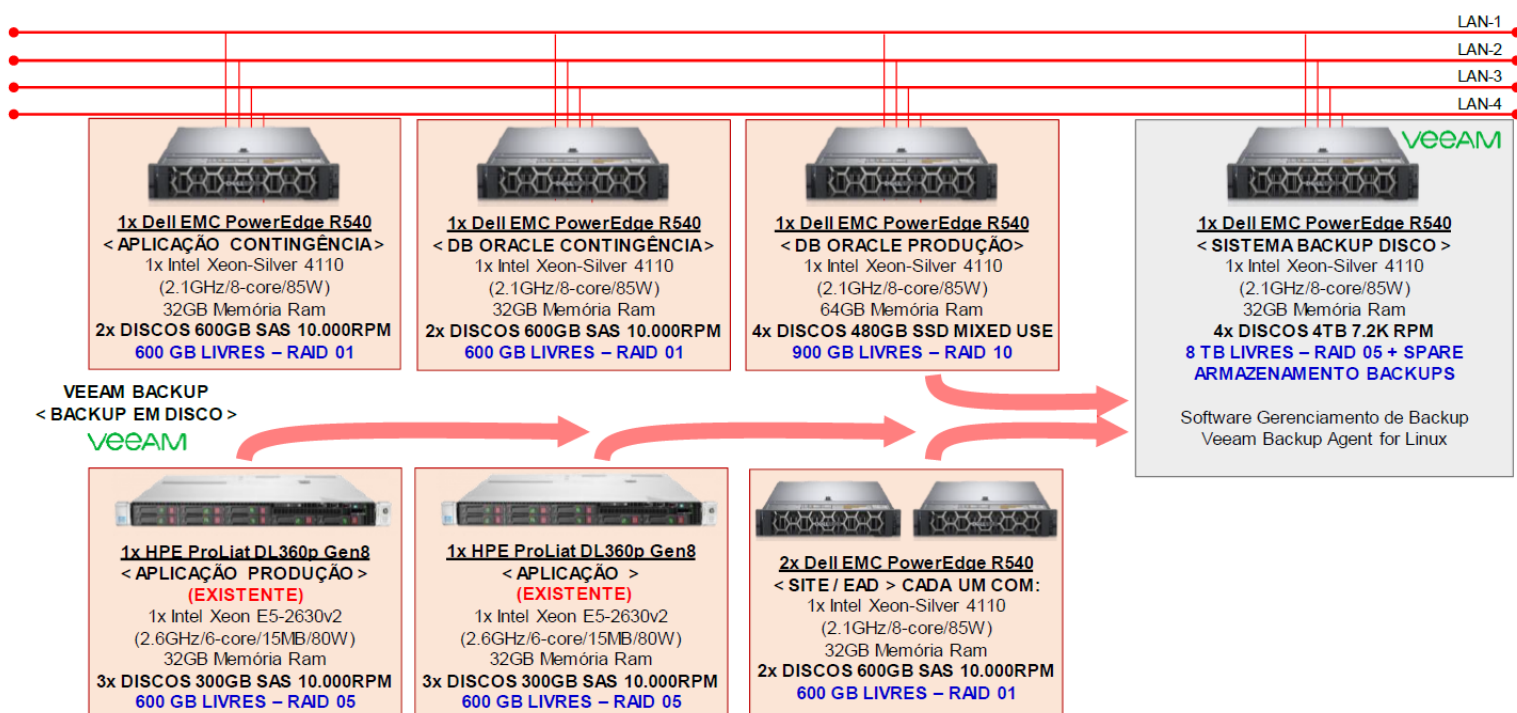 LAN-1
LAN-2
LAN-3
LAN-4
1x Dell EMC PowerEdge R540
< APLICAÇÃO CONTINGÊNCIA>
1x Intel Xeon-Silver 4110
(2.1GHz/8-core/85W)
32GB Memória Ram
2x DISCOS 600GB SAS 10.000RPM
600 GB LIVRES – RAID 01
1x Dell EMC PowerEdge R540
< DB ORACLE CONTINGÊNCIA>
1x Intel Xeon-Silver 4110
(2.1GHz/8-core/85W)
32GB Memória Ram
2x DISCOS 600GB SAS 10.000RPM
600 GB LIVRES – RAID 01
1x Dell EMC PowerEdge R540
< DB ORACLE PRODUÇÃO>
1x Intel Xeon-Silver 4110
(2.1GHz/8-core/85W)
64GB Memória Ram
4x DISCOS 480GB SSD MIXED USE
900 GB LIVRES – RAID 10
veeam
1x Dell EMC PowerEdge R540
< SISTEMA BACKUP DISCO >
1x Intel Xeon-Silver 4110
(2.1GHz/8-core/85W)
32GB Memória Ram
4x DISCOS 4TB 7.2K RPM
8 TB LIVRES – RAID 05 + SPARE
ARMAZENAMENTO BACKUPS
Software Gerenciamento de Backup
Veeam Backup Agent for Linux
VEEAM BACKUP
< BACKUP EM DISCO >
veeam
1x HPE ProLiat DL360p Gen8
< APLICAÇÃO PRODUÇÃO >
(EXISTENTE)
1x Intel Xeon E5-2630v2
(2.6GHz/6-core/15MB/80W)
32GB Memória Ram
3x DISCOS 300GB SAS 10.000RPM
600 GB LIVRES – RAID 05
1x HPE ProLiat DL360p Gen8
< APLICAÇÃO >
(EXISTENTE)
1x Intel Xeon E5-2630v2
(2.6GHz/6-core/15MB/80W)
32GB Memória Ram
3x DISCOS 300GB SAS 10.000RPM
600 GB LIVRES – RAID 05
2x Dell EMC PowerEdge R540
< SITE / EAD > CADA UM COM:
1x Intel Xeon-Silver 4110
(2.1GHz/8-core/85W)
32GB Memória Ram
2x DISCOS 600GB SAS 10.000RPM
600 GB LIVRES – RAID 01